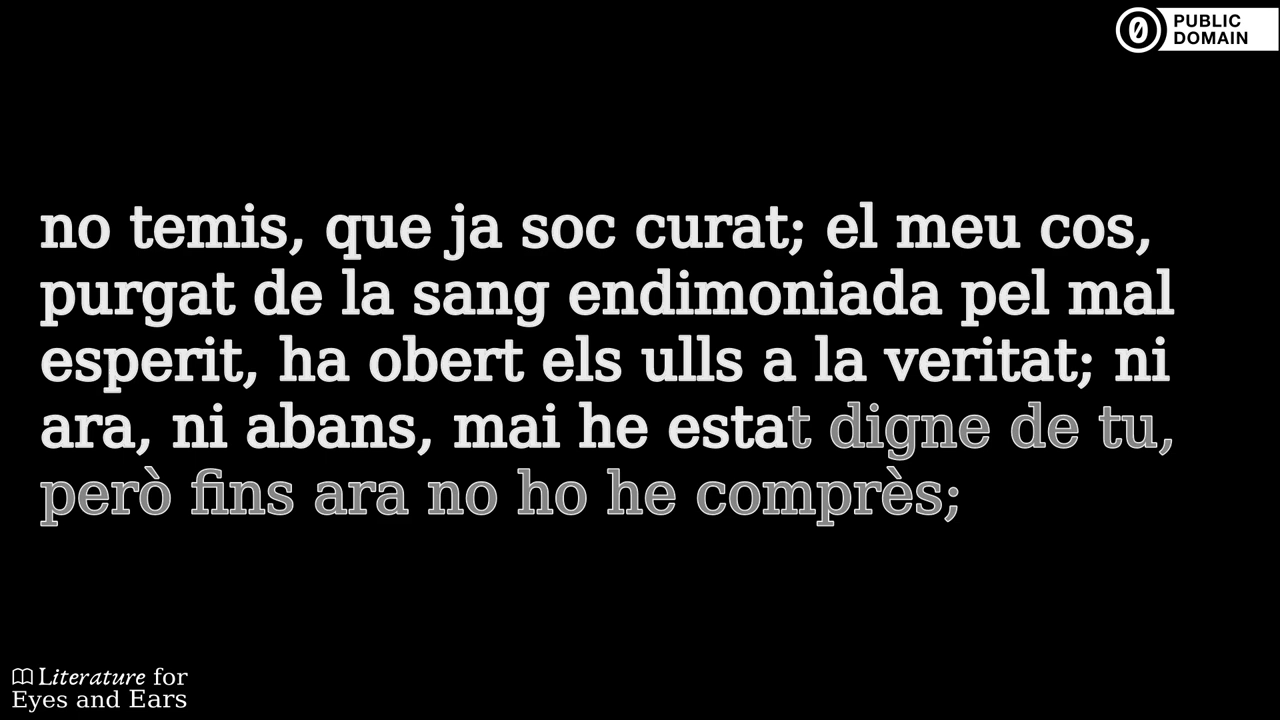 PUBLIC
DOMAIN
no temis, que ja soc curat; el meu cos,
purgat de la sang endimoniada pel mal
esperit, ha obert els ulls a la veritat; ni
ara, ni abans, mai he estat digne de tu,
però fins ara no ho he comprès;
Literature for
Eyes and Ears